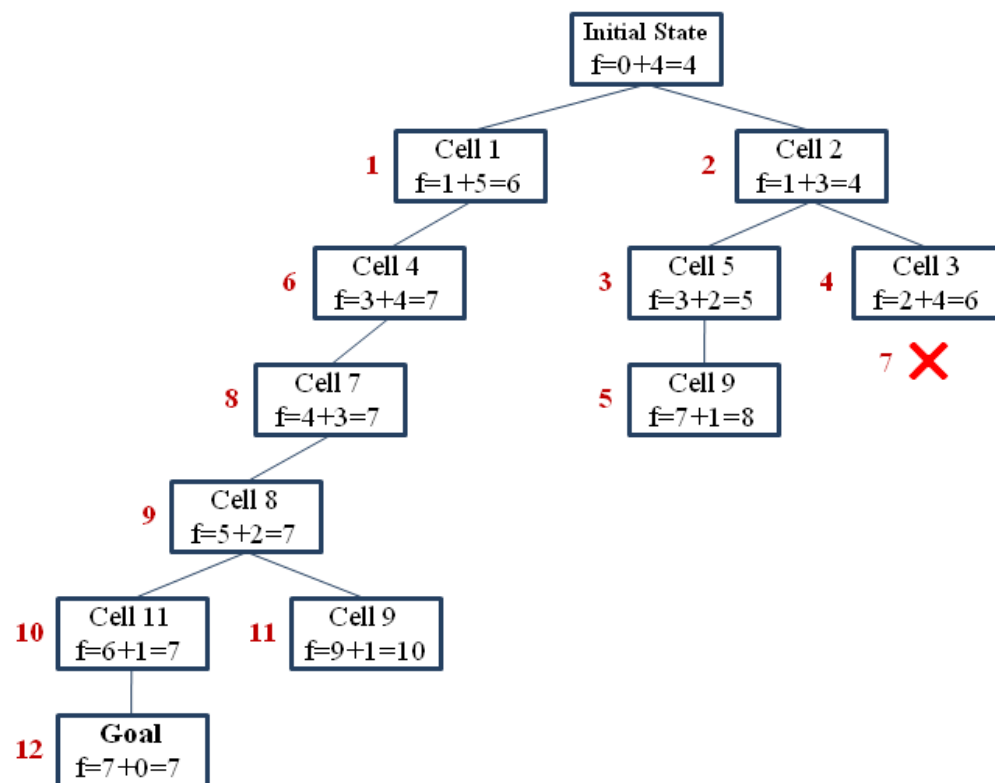 Initial State
f=0+4=4
1
Cell 1
f=1+5=6
2
Cell 2
f=1+3=4
6
Cell 4
f=3+4=7
3
Cell 5
f=3+2=5
4
Cell 3
f=2+4=6
7
8
Cell 7
f=4+3=7
5
Cell 9
f=7+1=8
9
Cell 8
f=5+2=7
10
Cell 11
f=6+1=7
11
Cell 9
f=9+1=10
12
Goal
f=7+0=7